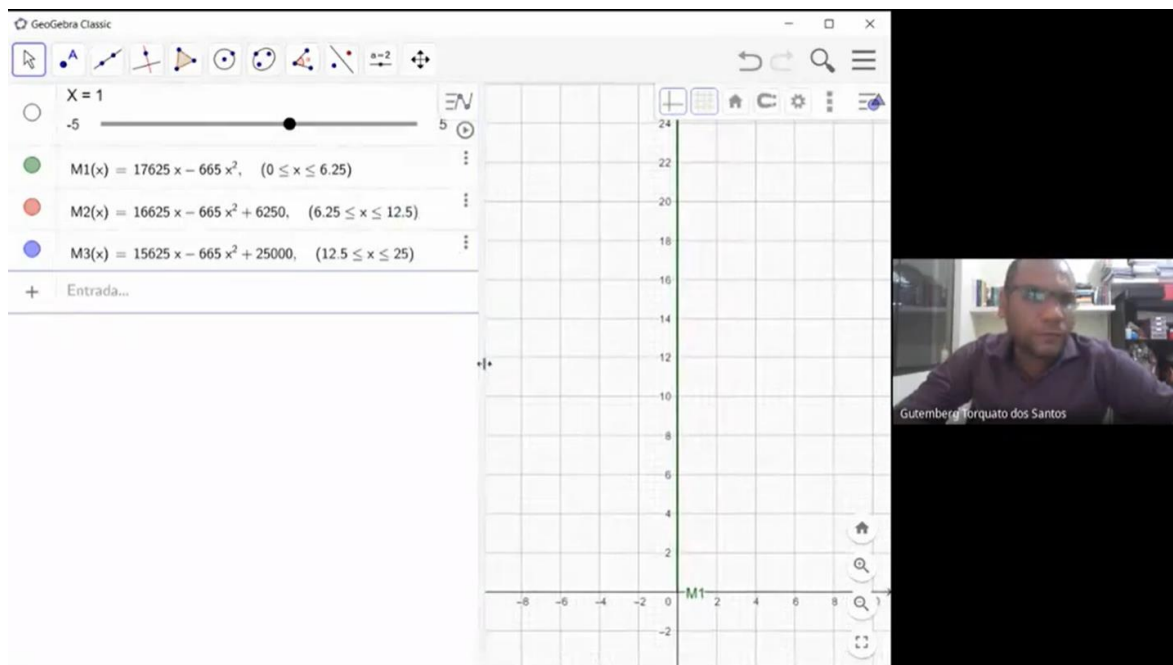 GeoGebra Classic
a=2
X = 1
-5
5
M1(x) = 17625 x − 665 x², (0 ≤ x ≤ 6.25)
M2(x) = 16625 x − 665 x² + 6250, (6.25 ≤ x ≤ 12.5)
M3(x) = 15625 x − 665 x² + 25000, (12.5 ≤ x ≤ 25)
+ Entrada...
24
22
20
18
16
14
12
10
8
6
4
2
M1
−8 −6 −4 −2 0 2 4 6 8
−2
Gutemberg Torquato dos Santos